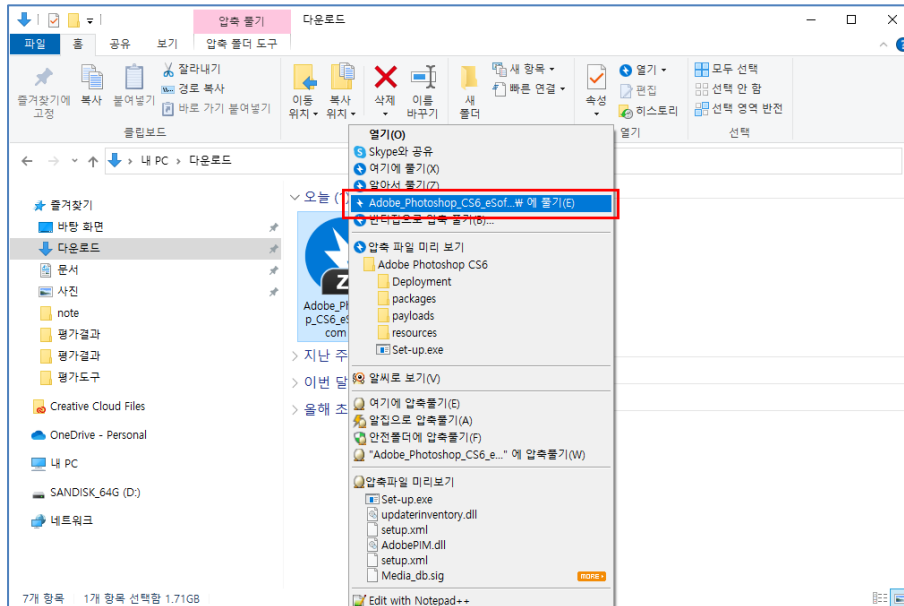 압축 풀기
다운로드
파일
홈
공유
보기
압축 폴더 도구
즐겨찾기에 고정
복사
붙여넣기
잘라내기
경로 복사
바로 가기 붙여넣기
클립보드
이동 위치
복사 위치
삭제
이름 바꾸기
새 폴더
새 항목
빠른 연결
속성
열기
편집
히스토리
열기
모두 선택
선택 안 함
선택 영역 반전
선택
내 PC > 다운로드
즐겨찾기
바탕 화면
다운로드
문서
사진
note
평가결과
평가결과
평가도구
Creative Cloud Files
OneDrive - Personal
내 PC
SANDISK_64G (D:)
네트워크
오늘
Adobe_Ph
p_CS6_eS
com
지난 주
이번 달
올해 초
열기(O)
Skype와 공유
여기에 풀기(X)
알아서 풀기(Z)
Adobe_Photoshop_CS6_eSof...₩ 에 풀기(E)
반디집으로 압축 풀기(B)...
압축 파일 미리 보기
Adobe Photoshop CS6
Deployment
packages
payloads
resources
Set-up.exe
알씨로 보기(V)
여기에 압축풀기(E)
알집으로 압축풀기(A)
안전폴더에 압축풀기(F)
"Adobe_Photoshop_CS6_e..." 에 압축풀기(W)
압축파일 미리보기
Set-up.exe
updaterinventory.dll
setup.xml
AdobePIM.dll
setup.xml
Media_db.sig
MORE
Edit with Notepad++
7개 항목
1개 항목 선택함 1.71GB